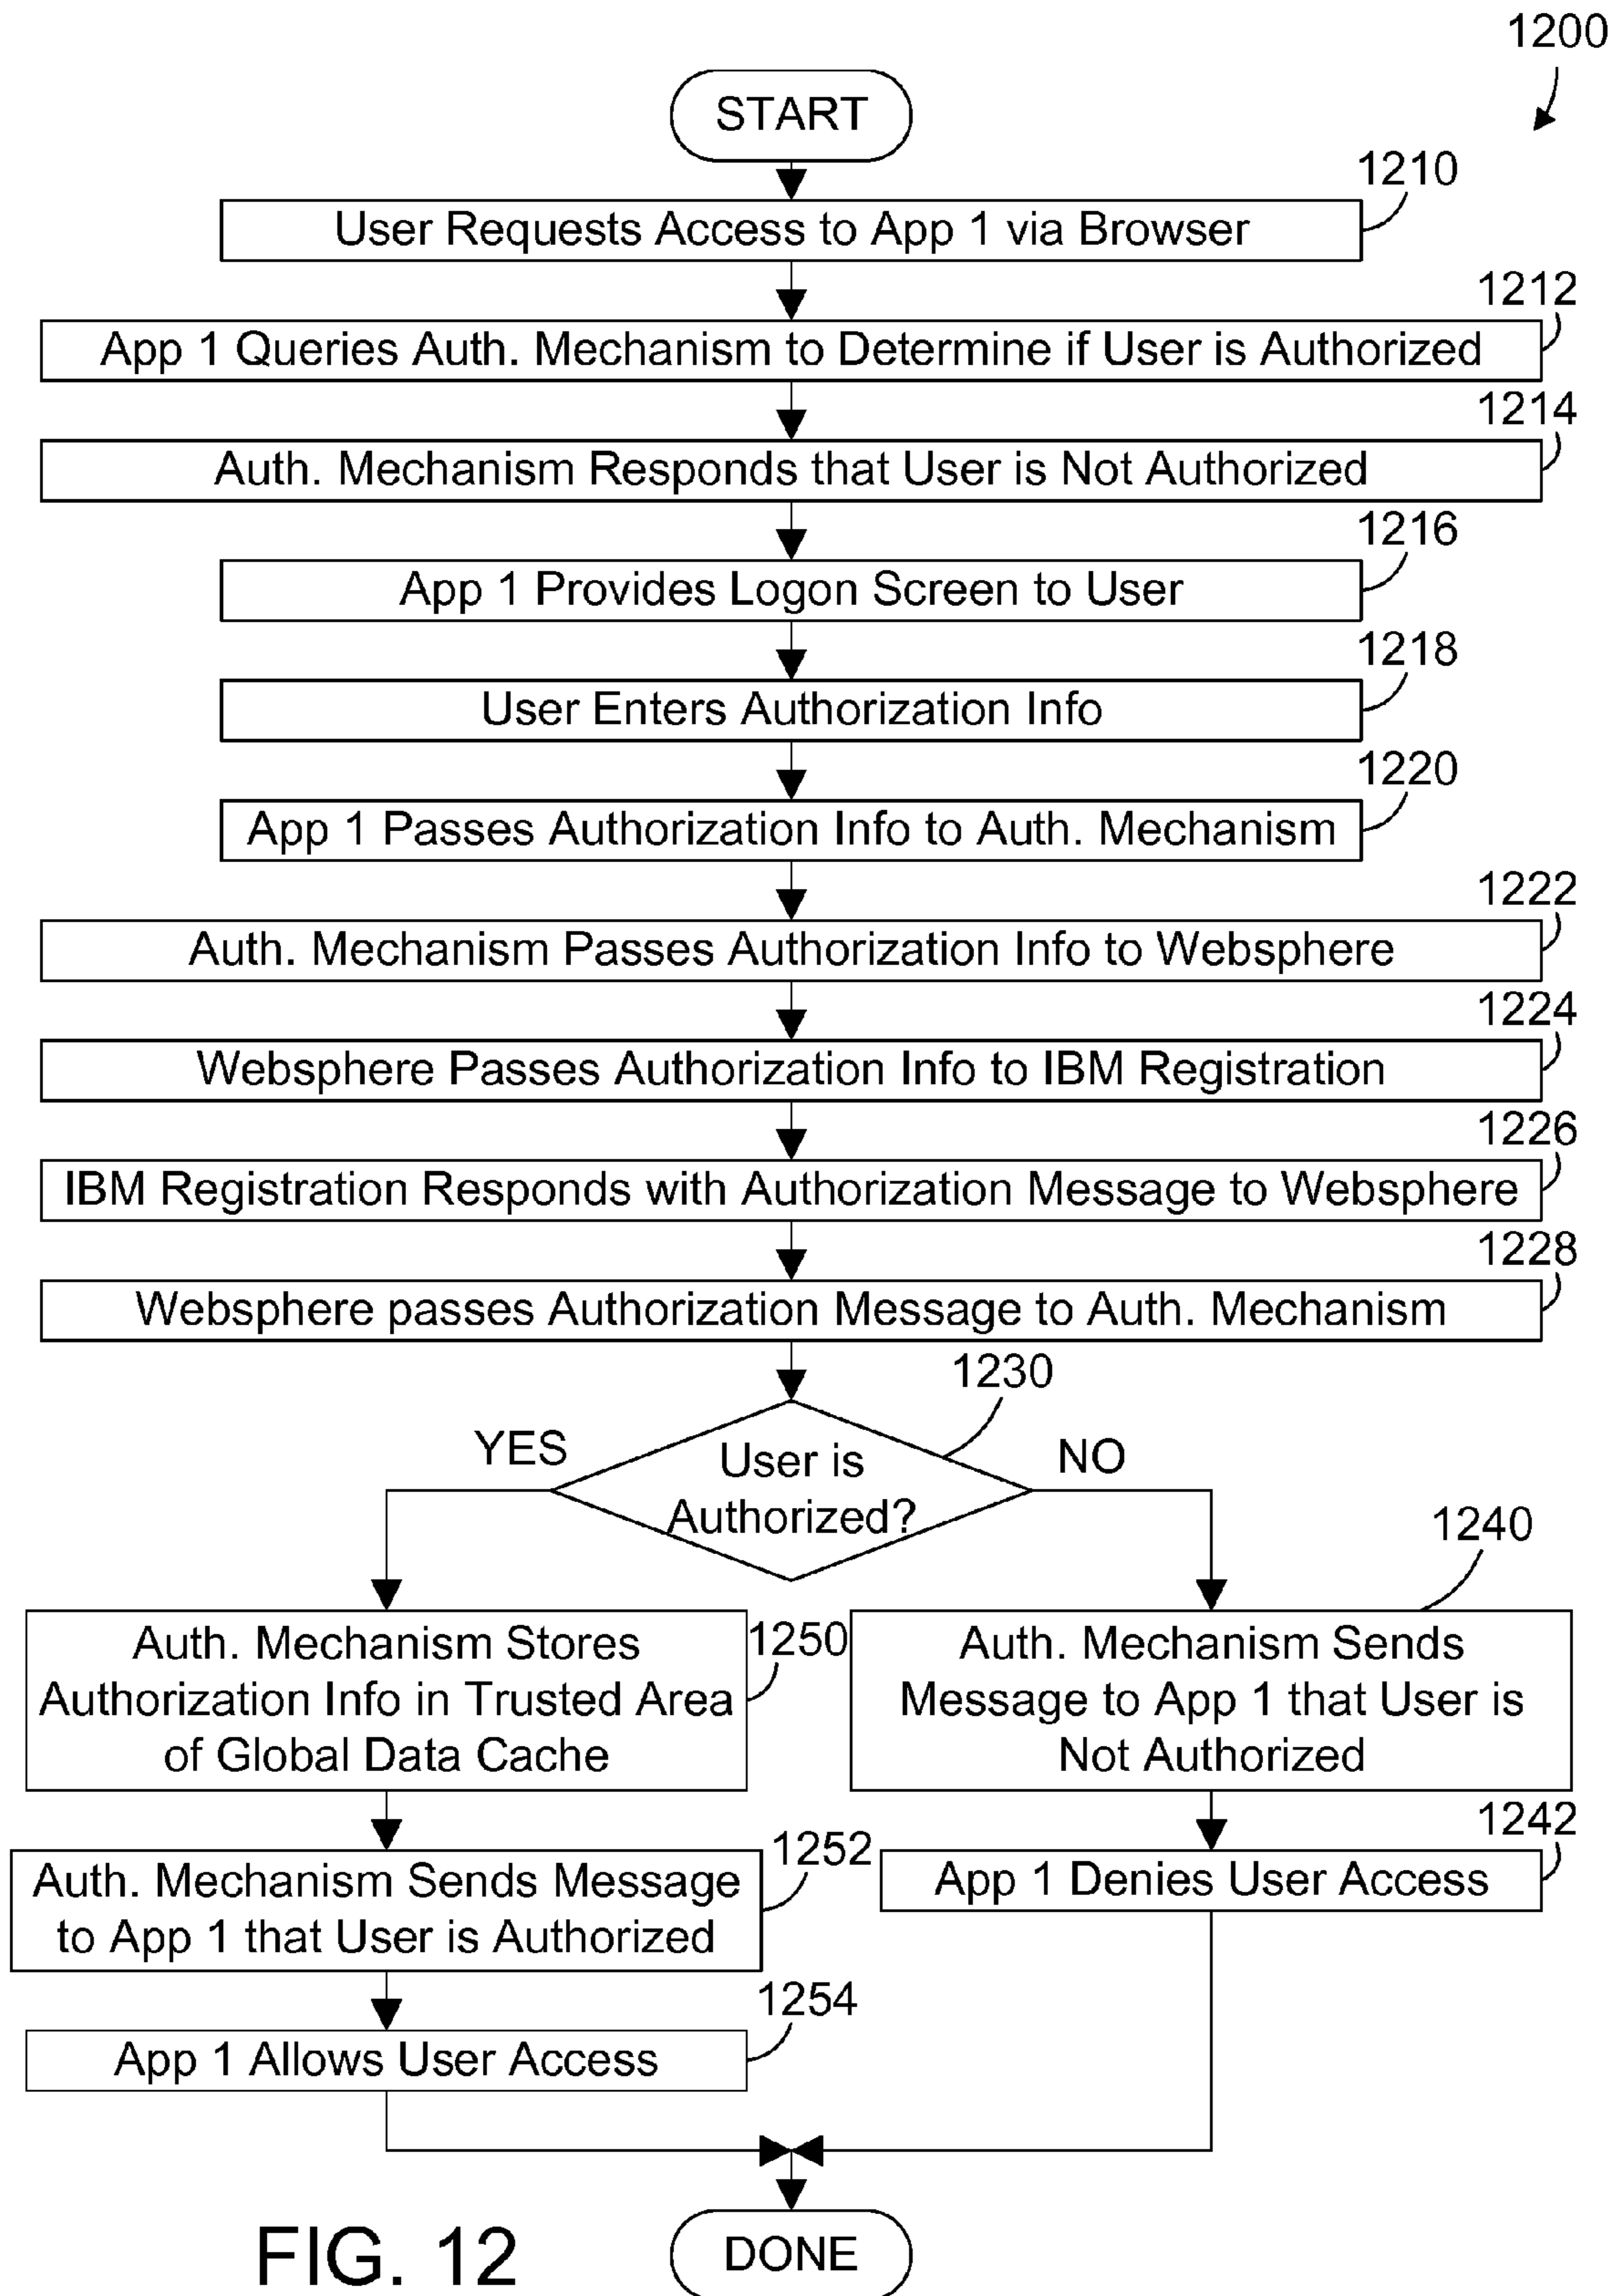 1200
START
1210
User Requests Access to App 1 via Browser
1212
App 1 Queries Auth. Mechanism to Determine if User is Authorized
1214
Auth. Mechanism Responds that User is Not Authorized
1216
App 1 Provides Logon Screen to User
1218
User Enters Authorization Info
1220
App 1 Passes Authorization Info to Auth. Mechanism
1222
Auth. Mechanism Passes Authorization Info to Websphere
1224
Websphere Passes Authorization Info to IBM Registration
1226
IBM Registration Responds with Authorization Message to Websphere
1228
Websphere passes Authorization Message to Auth. Mechanism
1230
User is
Authorized?
YES
NO
1250
Auth. Mechanism Stores
Authorization Info in Trusted Area
of Global Data Cache
1252
Auth. Mechanism Sends Message
to App 1 that User is Authorized
1254
App 1 Allows User Access
1240
Auth. Mechanism Sends
Message to App 1 that User is
Not Authorized
1242
App 1 Denies User Access
DONE
FIG. 12